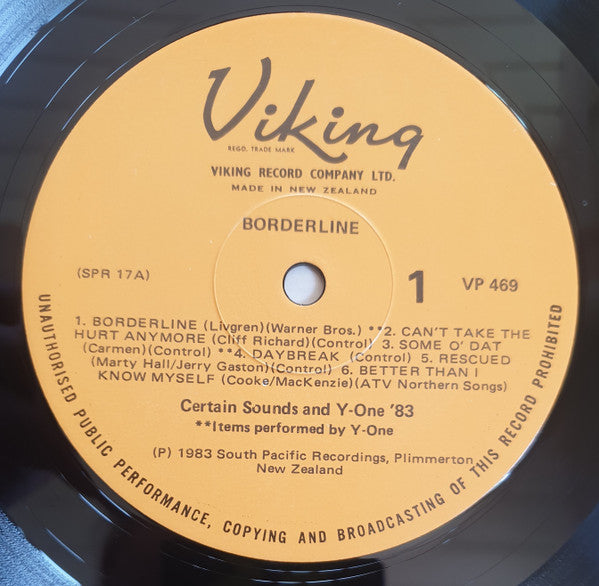 Viking
REGD. TRADE MARK
VIKING RECORD COMPANY LTD.
MADE IN NEW ZEALAND
BORDERLINE
(SPR 17A)
1
VP 469
1. BORDERLINE (Livgren)(Warner Bros.) **2. CAN'T TAKE THE
HURT ANYMORE (Cliff Richard)(Control) 3. SOME O' DAT
(Carmen)(Control) **4. DAYBREAK (Control) 5. RESCUED
(Marty Hall/Jerry Gaston)(Control) 6. BETTER THAN I
KNOW MYSELF (Cooke/MacKenzie)(ATV Northern Songs)
Certain Sounds and Y-One '83
**Items performed by Y-One
(P) 1983 South Pacific Recordings, Plimmerton
New Zealand
UNAUTHORISED PUBLIC PERFORMANCE, COPYING AND BROADCASTING OF THIS RECORD PROHIBITED